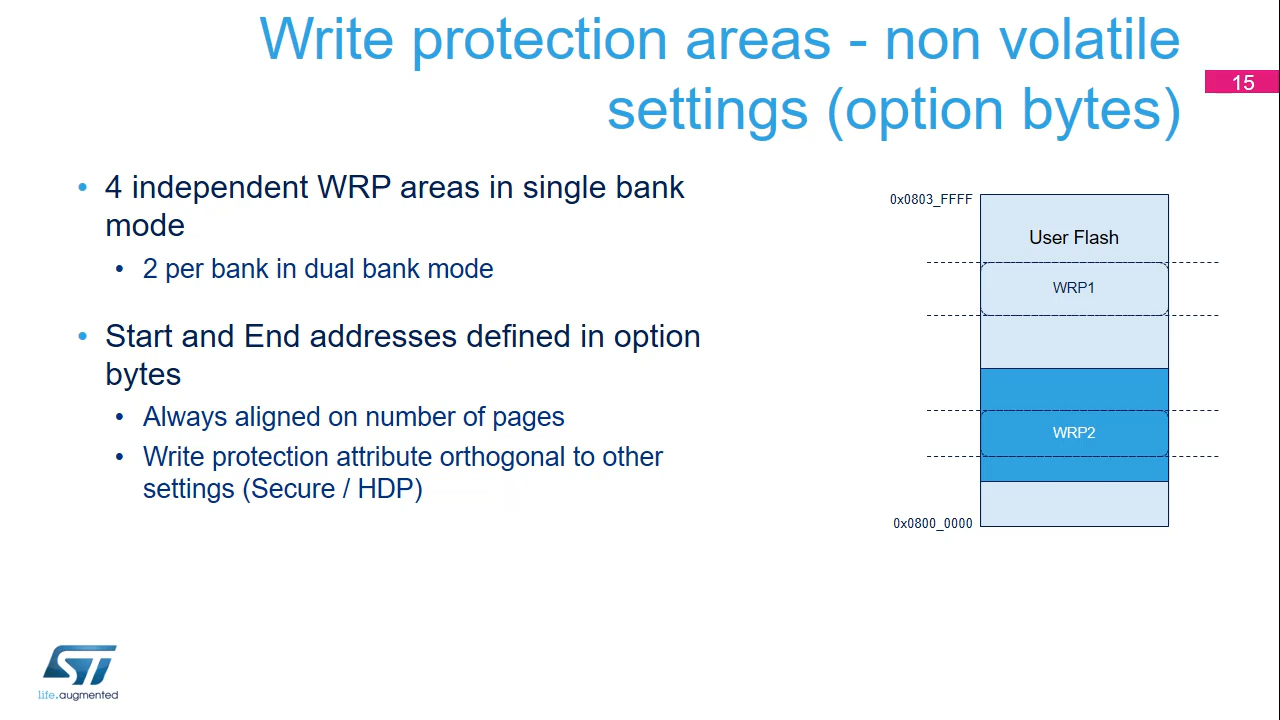 Write protection areas - non volatile
settings (option bytes)
15
• 4 independent WRP areas in single bank
mode
• 2 per bank in dual bank mode
• Start and End addresses defined in option
bytes
• Always aligned on number of pages
• Write protection attribute orthogonal to other
settings (Secure / HDP)
0x0803_FFFF
User Flash
WRP1
WRP2
0x0800_0000
ST
life.augmented